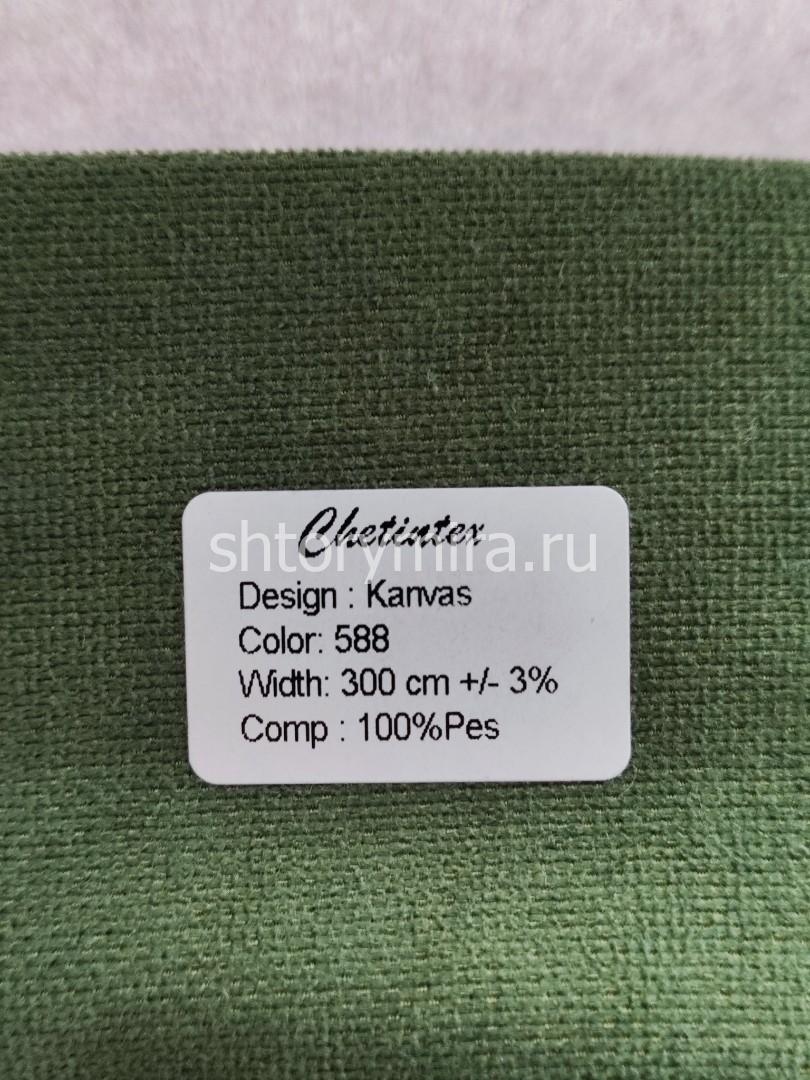 Chetintex
shtorymira.ru
Design : Kanvas
Color: 588
Width: 300 cm +/- 3%
Comp : 100%Pes